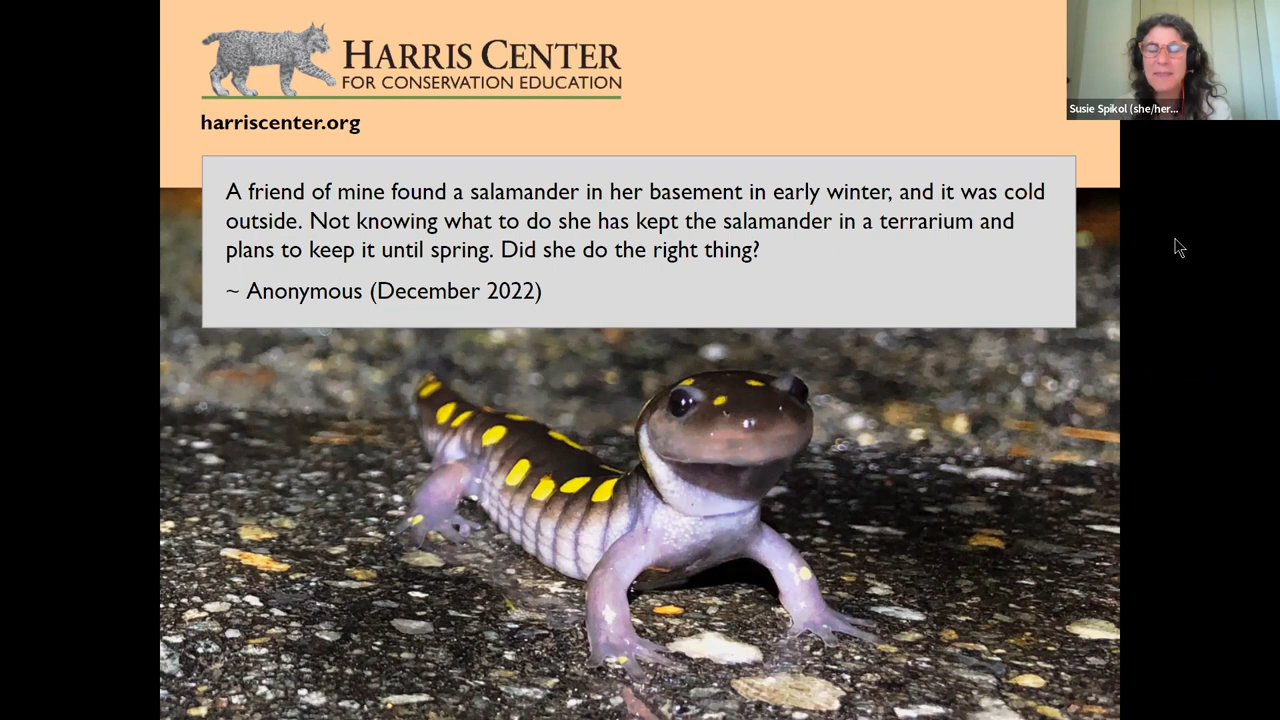 HARRIS CENTER
FOR CONSERVATION EDUCATION
harriscenter.org
Susie Spikol (she/her...
A friend of mine found a salamander in her basement in early winter, and it was cold
outside. Not knowing what to do she has kept the salamander in a terrarium and
plans to keep it until spring. Did she do the right thing?
~ Anonymous (December 2022)